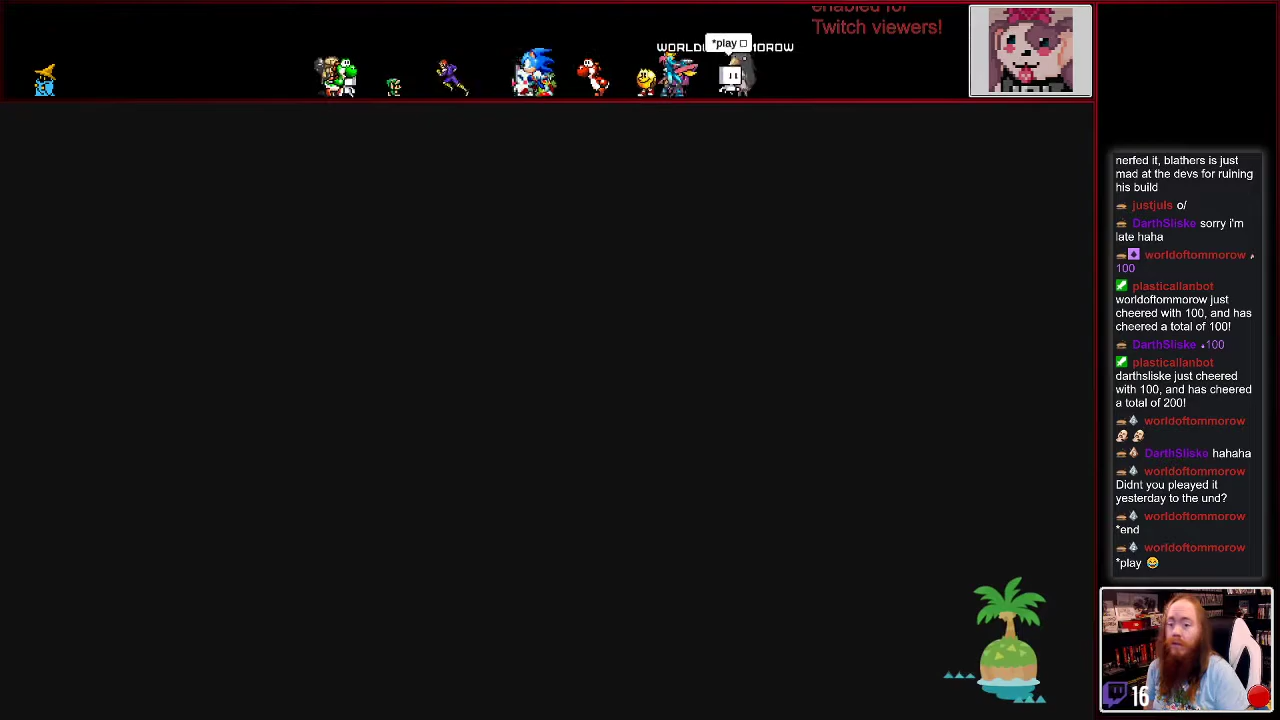 enabled for
Twitch viewers!
*play □
nerfed it, blathers is just
mad at the devs for ruining
his build
justjuls o/
DarthSliske sorry i'm
late haha
worldoftommorow
100
plasticallanbot
worldoftommorow just
cheered with 100, and has
cheered a total of 100!
DarthSliske 100
plasticallanbot
darthsliske just cheered
with 100, and has cheered
a total of 200!
worldoftommorow
DarthSliske hahaha
worldoftommorow
Didnt you pleayed it
yesterday to the und?
worldoftommorow
*end
worldoftommorow
*play
16